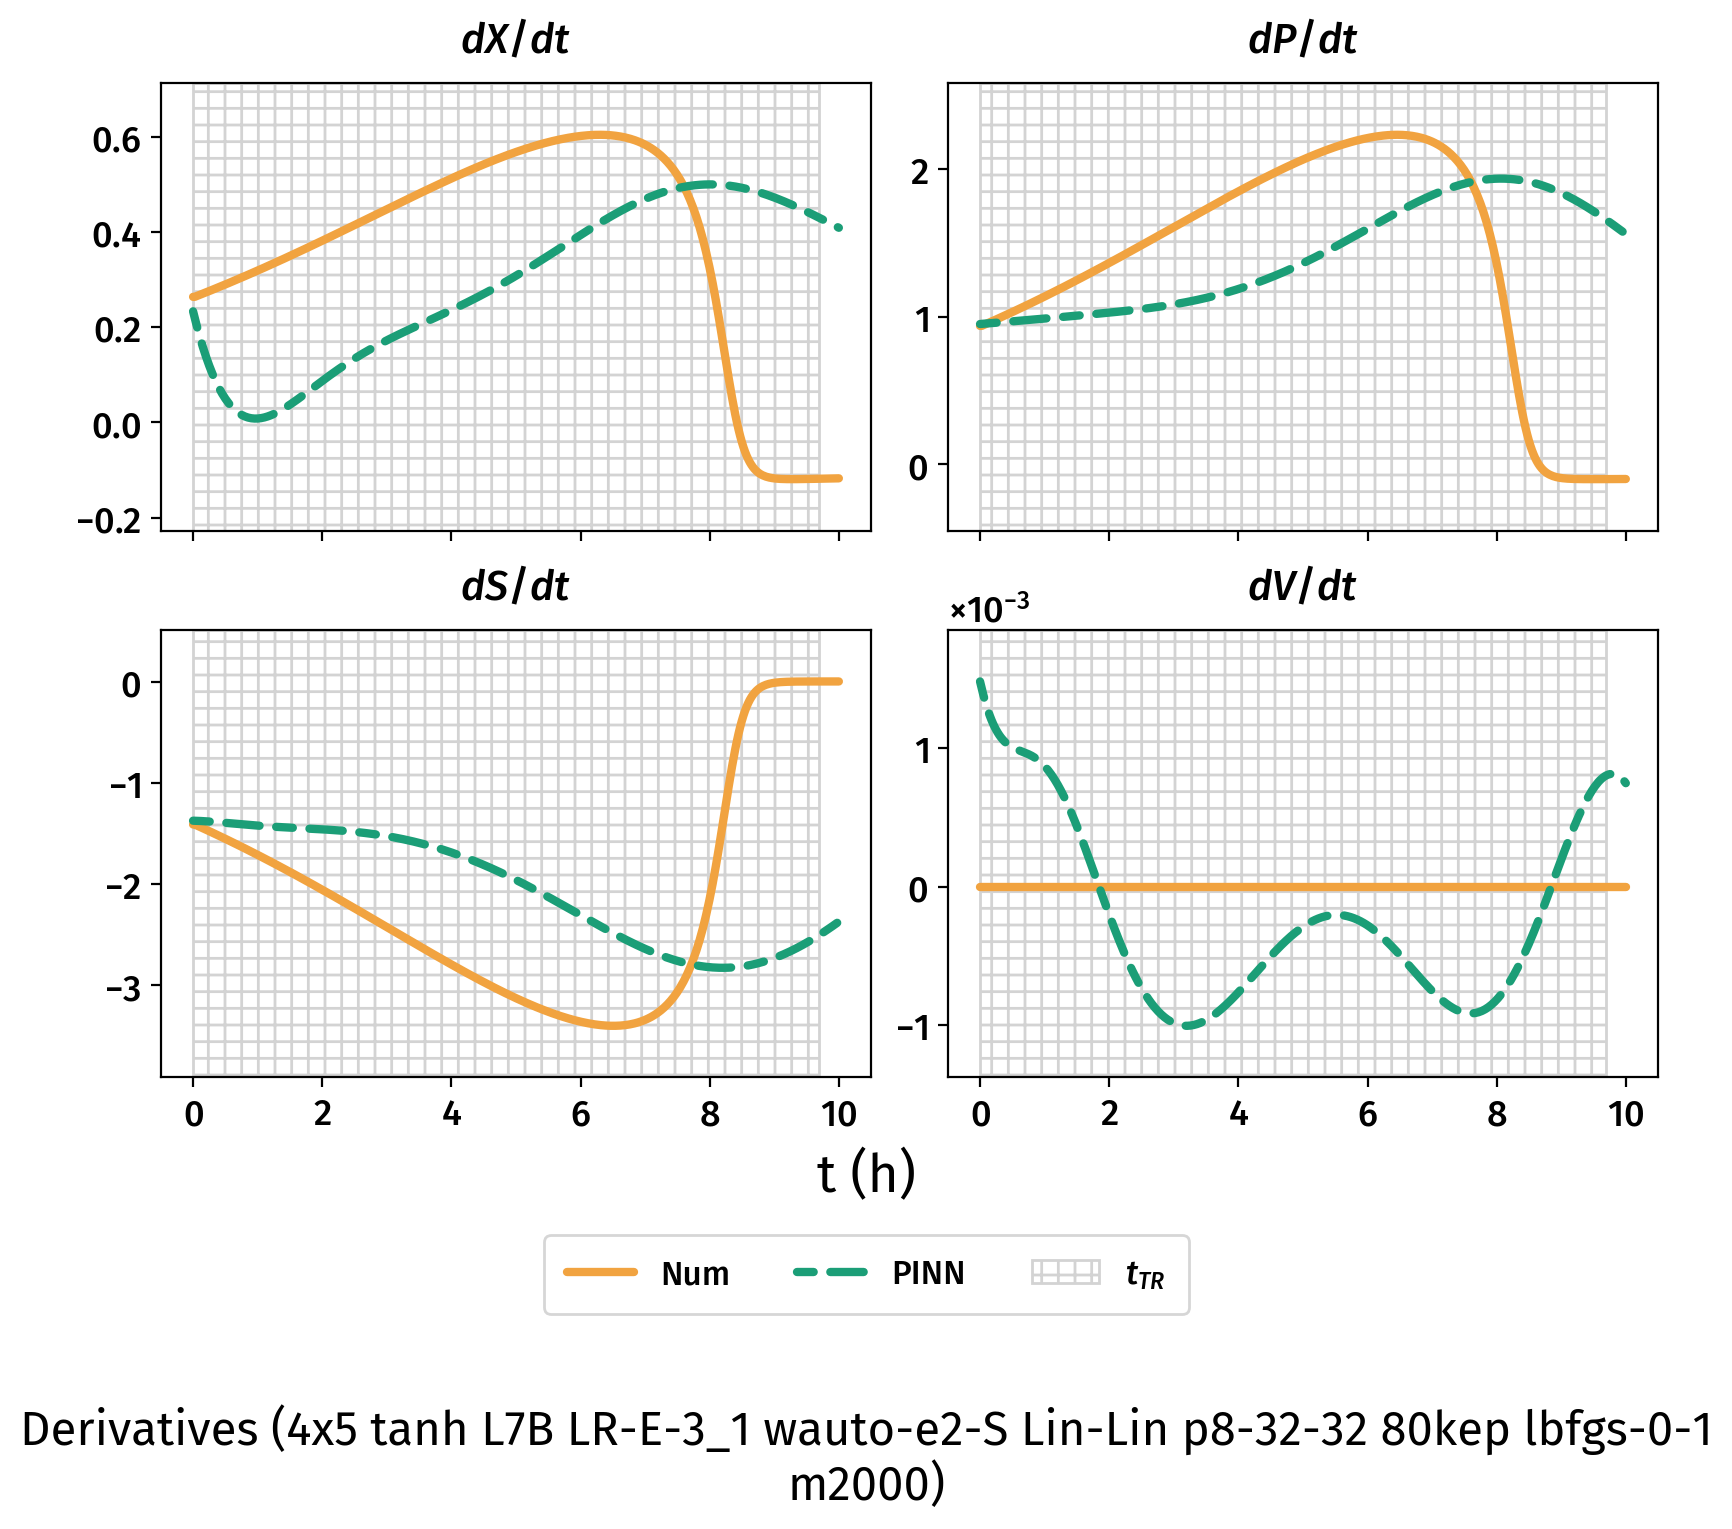 dX/dt
dP/dt
0.6
0.4
0.2
0.0
−0.2
2
1
0
dS/dt
dV/dt
×10⁻³
0
−1
−2
−3
1
0
−1
0 2 4 6 8 10
0 2 4 6 8 10
t (h)
Num PINN t_TR
Derivatives (4x5 tanh L7B LR-E-3_1 wauto-e2-S Lin-Lin p8-32-32 80kep lbfgs-0-1
m2000)